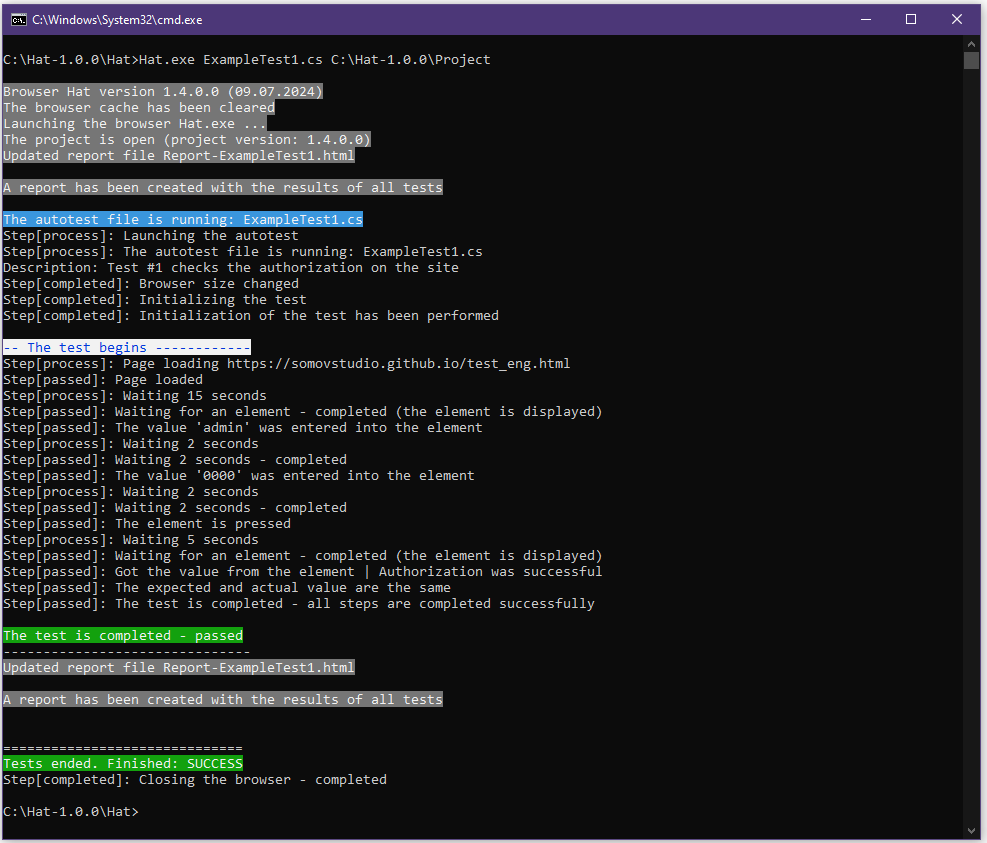 C:\Windows\System32\cmd.exe
C:\Hat-1.0.0\Hat>Hat.exe ExampleTest1.cs C:\Hat-1.0.0\Project
Browser Hat version 1.4.0.0 (09.07.2024)
The browser cache has been cleared
Launching the browser Hat.exe ...
The project is open (project version: 1.4.0.0)
Updated report file Report-ExampleTest1.html
A report has been created with the results of all tests
The autotest file is running: ExampleTest1.cs
Step[process]: Launching the autotest
Step[process]: The autotest file is running: ExampleTest1.cs
Description: Test #1 checks the authorization on the site
Step[completed]: Browser size changed
Step[completed]: Initializing the test
Step[completed]: Initialization of the test has been performed
-- The test begins ------------
Step[process]: Page loading https://somovstudio.github.io/test_eng.html
Step[passed]: Page loaded
Step[process]: Waiting 15 seconds
Step[passed]: Waiting for an element - completed (the element is displayed)
Step[passed]: The value 'admin' was entered into the element
Step[process]: Waiting 2 seconds
Step[passed]: Waiting 2 seconds - completed
Step[passed]: The value '0000' was entered into the element
Step[process]: Waiting 2 seconds
Step[passed]: Waiting 2 seconds - completed
Step[passed]: The element is pressed
Step[process]: Waiting 5 seconds
Step[passed]: Waiting for an element - completed (the element is displayed)
Step[passed]: Got the value from the element | Authorization was successful
Step[passed]: The expected and actual value are the same
Step[passed]: The test is completed - all steps are completed successfully
The test is completed - passed
-------------------------------
Updated report file Report-ExampleTest1.html
A report has been created with the results of all tests
==============================
Tests ended. Finished: SUCCESS
Step[completed]: Closing the browser - completed
C:\Hat-1.0.0\Hat>